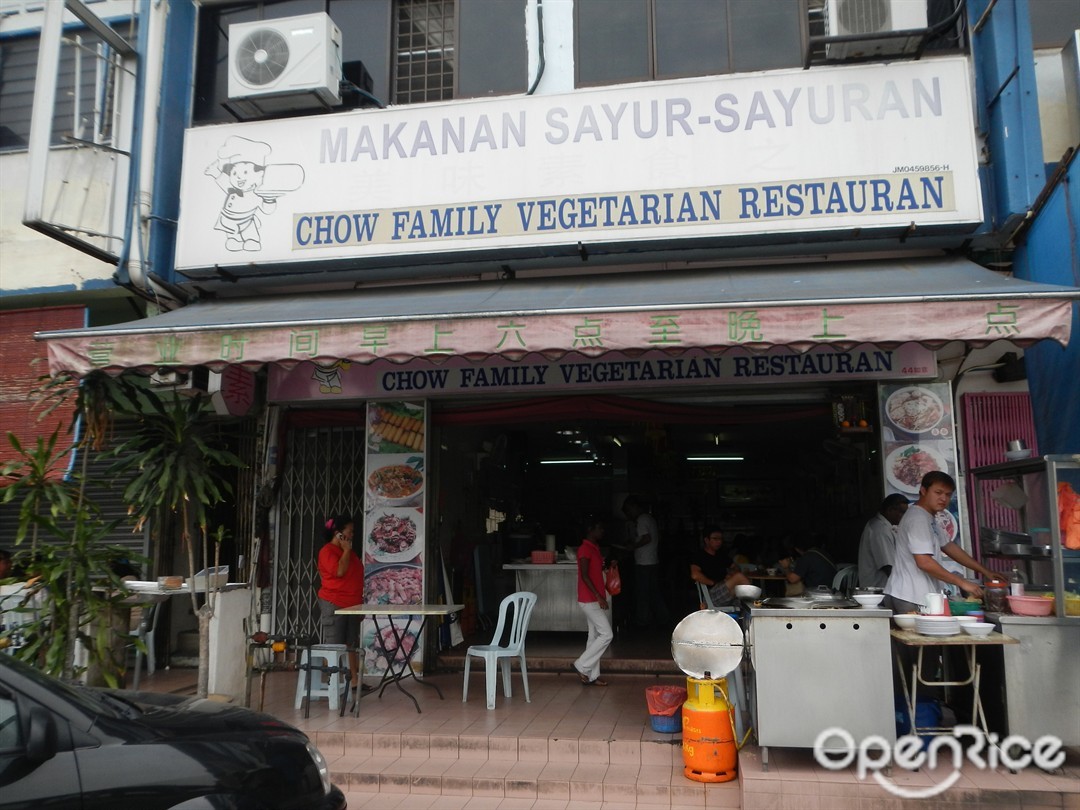 MAKANAN SAYUR-SAYURAN
JM0459856-H
CHOW FAMILY VEGETARIAN RESTAURAN
营业时间早上六点至晚上 点
CHOW FAMILY VEGETARIAN RESTAURAN
素
OpenRice